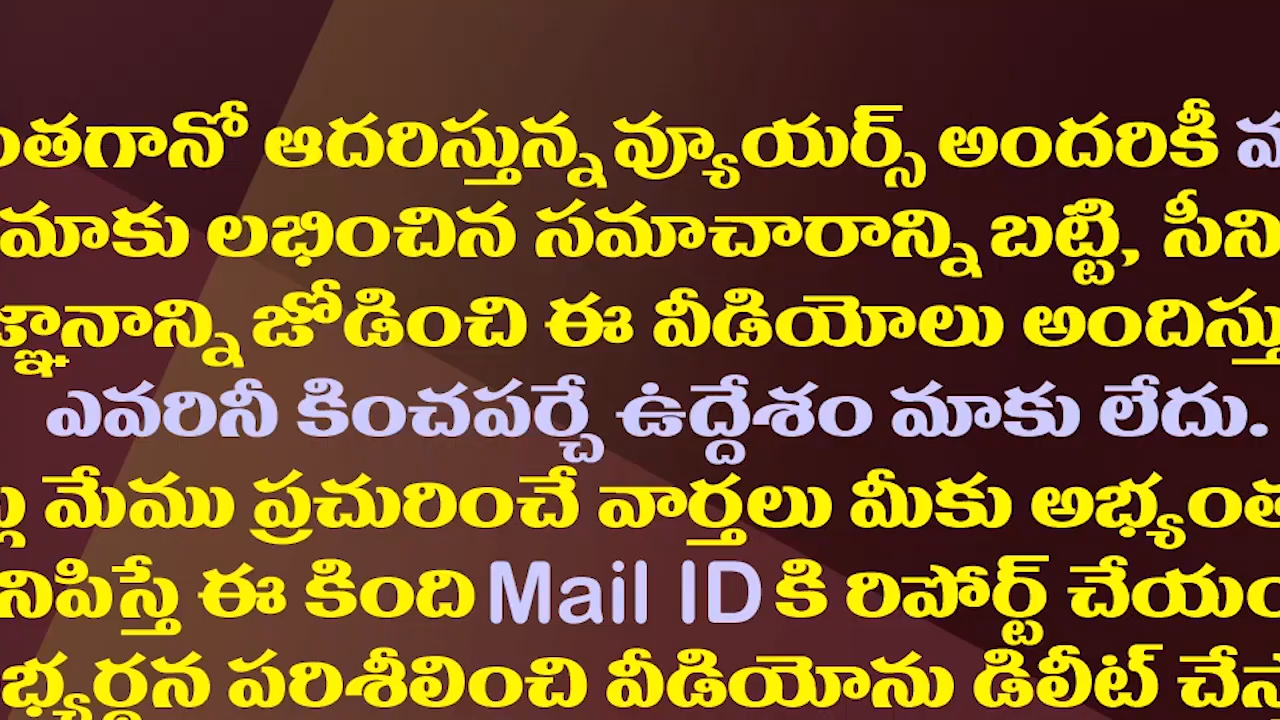 ఆదరిస్తున్న వ్యూయర్స్ అందరికీ
మాకు లభించిన సమాచారాన్ని బట్టి,
జోడించి ఈ వీడియోలు
ఎవరినీ కించపర్చే ఉద్దేశం మాకు లేదు.
మేము ప్రచురించే వార్తలు మీకు
ఈ కింది Mail ID కి రిపోర్ట్
పరిశీలించి వీడియోను డిలీట్